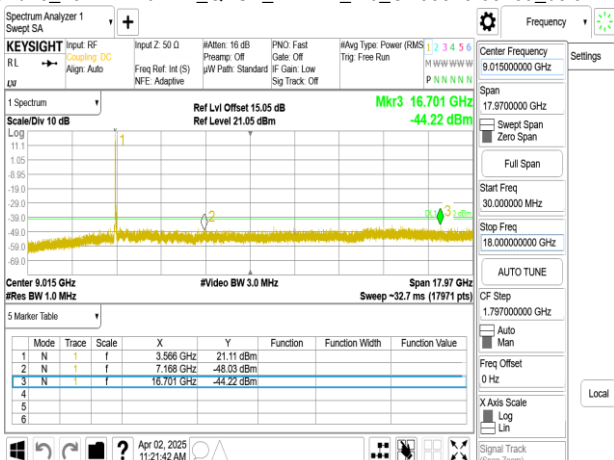 Spectrum Analyzer 1
Swept SA
Frequency
KEYSIGHT
RL
Input: RF
Coupling: DC
Align: Auto
Input Z: 50 Ω
Freq Ref: Int (S)
NFE: Adaptive
#Atten: 16 dB
Preamp: Off
µW Path: Standard
PNO: Fast
Gate: Off
IF Gain: Low
Sig Track: Off
#Avg Type: Power (RMS
Trig: Free Run
1 2 3 4 5 6
M W W W W W
P N N N N N
1 Spectrum
Scale/Div 10 dB
Ref Lvl Offset 15.05 dB
Ref Level 21.05 dBm
Mkr3 16.701 GHz
-44.22 dBm
Log
11.1
1.05
-8.95
-19.0
-29.0
-39.0
-49.0
-59.0
-69.0
1
2
3
Center 9.015 GHz
#Res BW 1.0 MHz
#Video BW 3.0 MHz
Span 17.97 GHz
Sweep ~32.7 ms (17971 pts)
5 Marker Table
Mode Trace Scale X Y Function Function Width Function Value
1 N 1 f 3.566 GHz 21.11 dBm
2 N 1 f 7.168 GHz -48.03 dBm
3 N 1 f 16.701 GHz -44.22 dBm
4
5
6
Apr 02, 2025
11:21:42 AM
Center Frequency
9.015000000 GHz
Span
17.9700000 GHz
Swept Span
Zero Span
Full Span
Start Freq
30.000000 MHz
Stop Freq
18.000000000 GHz
AUTO TUNE
CF Step
1.797000000 GHz
Auto
Man
Freq Offset
0 Hz
X Axis Scale
Log
Lin
Signal Track
Settings
Local